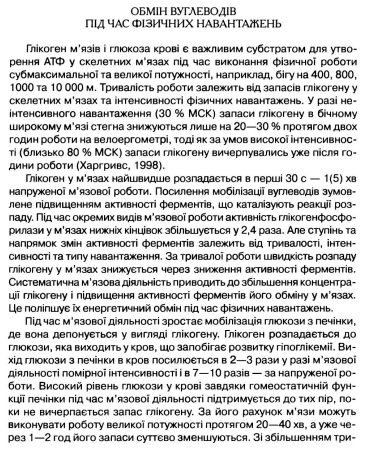 ОБМІН ВУГЛЕВОДІВ
ПІД ЧАС ФІЗИЧНИХ НАВАНТАЖЕНЬ
Глікоген м'язів і глюкоза крові є важливим субстратом для утво-
рення АТФ у скелетних м'язах під час виконання фізичної роботи
субмаксимальної та великої потужності, наприклад, бігу на 400, 800,
1000 та 10 000 м. Тривалість роботи залежить від запасів глікогену у
скелетних м'язах та інтенсивності фізичних навантажень. У разі не-
інтенсивного навантаження (30 % МСК) запаси глікогену в бічному
широкому м'язі стегна знижуються лише на 20—30 % протягом двох
годин роботи на велоергометрі, тоді як за умов високої інтенсивнос-
ті (близько 80 % МСК) запаси глікогену вичерпувались уже після го-
дини роботи (Харгривс, 1998).
Глікоген у м'язах найшвидше розпадається в перші 30 с — 1(5) хв
напруженої м'язової роботи. Посилення мобілізації вуглеводів зумов-
лене підвищенням активності ферментів, що каталізують реакції роз-
паду. Під час окремих видів м'язової роботи активність глікогенфосфо-
рилази у м'язах нижніх кінцівок збільшується у 2,4 раза. Але ступінь та
напрямок змін активності ферментів залежить від тривалості, інтен-
сивності та типу навантаження. За тривалої роботи швидкість розпаду
глікогену у м'язах знижується через зниження активності ферментів.
Систематична м'язова діяльність приводить до збільшення концентра-
ції глікогену і підвищення активності ферментів його обміну у м'язах.
Це поліпшує їх енергетичний обмін під час фізичних навантажень.
Під час м'язової діяльності зростає мобілізація глюкози з печінки,
де вона депонується у вигляді глікогену. Глікоген розпадається до
глюкози, яка виходить у кров, що запобігає розвитку гіпоглікемії. Ви-
хід глюкози з печінки в кров посилюється в 2—3 рази у разі м'язової
діяльності помірної інтенсивності і в 7—10 разів — за напруженої ро-
боти. Високий рівень глюкози у крові завдяки гомеостатичній функ-
ції печінки під час м'язової діяльності підтримується до тих пір, по-
ки не вичерпається запас глікогену. За його рахунок м'язи можуть
виконувати роботу великої потужності протягом 20—40 хв, а уже че-
рез 1—2 год його запаси суттєво зменшуються. Зі збільшенням три-